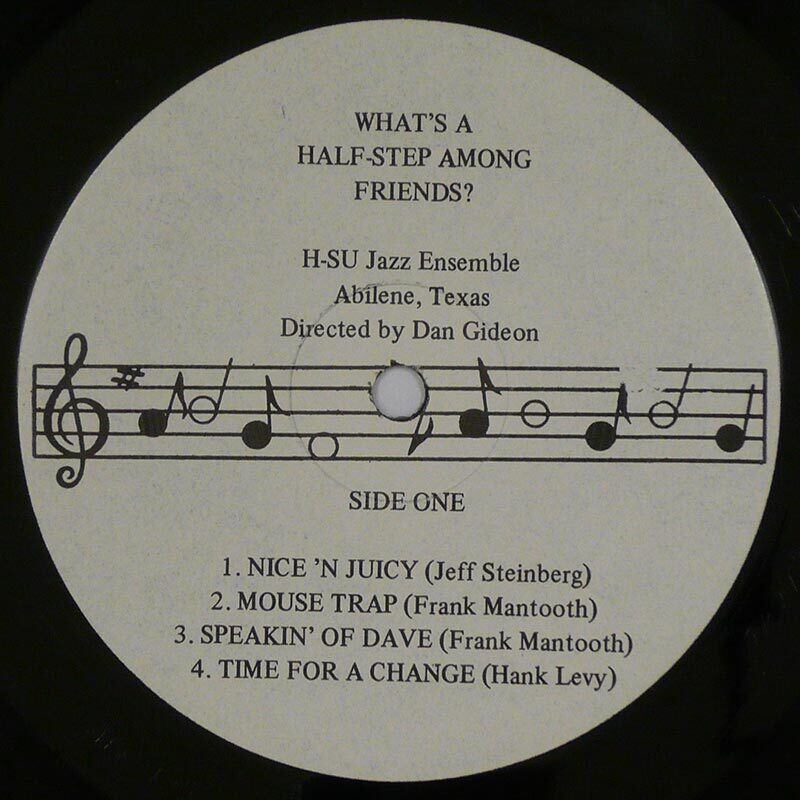 WHAT'S A
HALF-STEP AMONG
FRIENDS?
H-SU Jazz Ensemble
Abilene, Texas
Directed by Dan Gideon
SIDE ONE
1. NICE 'N JUICY (Jeff Steinberg)
2. MOUSE TRAP (Frank Mantooth)
3. SPEAKIN' OF DAVE (Frank Mantooth)
4. TIME FOR A CHANGE (Hank Levy)